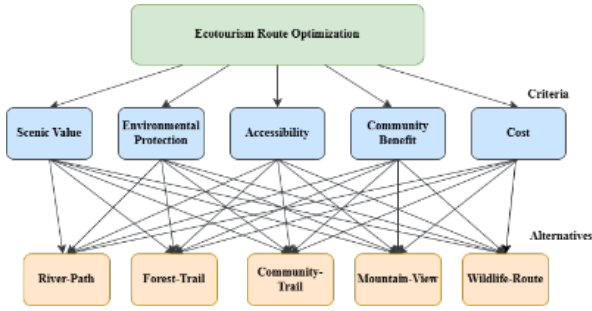 Ecotourism Route Optimization
Criteria
Scenic Value
Environmental
Protection
Accessibility
Community
Benefit
Cost
Alternatives
River-Path
Forest-Trail
Community-
Trail
Mountain-View
Wildlife-Route